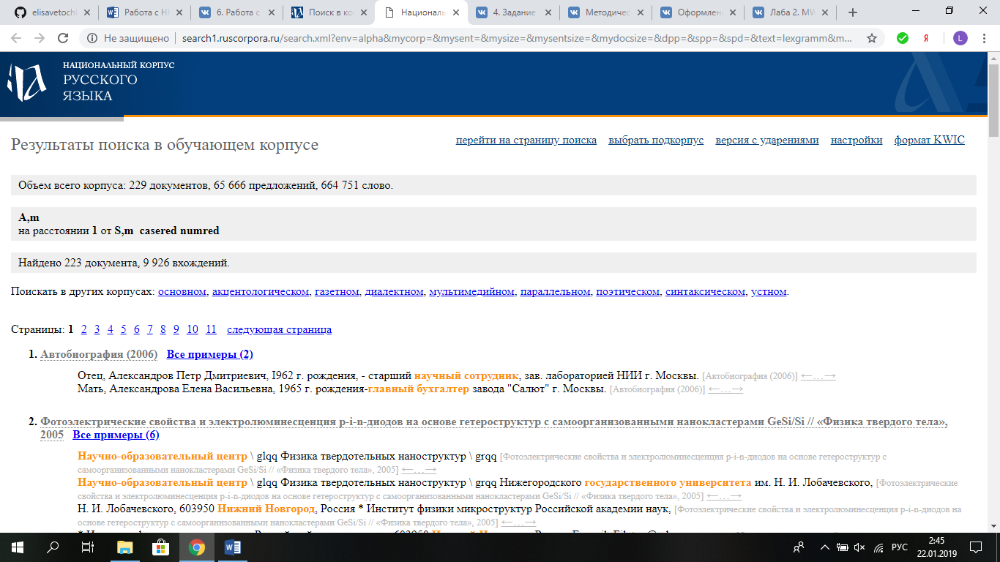 elisavetochl
Работа с НК
6. Работа с
Поиск в кор
Националь
4. Задание
Методичес
Оформлен
Лаба 2. МW
Не защищено
search1.ruscorpora.ru/search.xml?env=alpha&mycorp=&mysent=&mysize=&mysentsize=&mydocsize=&dpp=&spp=&spd=&text=lexgramm&m...
Я
L
НАЦИОНАЛЬНЫЙ КОРПУС
РУССКОГО
ЯЗЫКА
Результаты поиска в обучающем корпусе
перейти на страницу поиска выбрать подкорпус версия с ударениями настройки формат KWIC
Объем всего корпуса: 229 документов, 65 666 предложений, 664 751 слово.
A,m
на расстоянии 1 от S,m casered numred
Найдено 223 документа, 9 926 вхождений.
Поискать в других корпусах: основном, акцентологическом, газетном, диалектном, мультимедийном, параллельном, поэтическом, синтаксическом, устном.
Страницы: 1 2 3 4 5 6 7 8 9 10 11 следующая страница
1. Автобиография (2006) Все примеры (2)
Отец, Александров Петр Дмитриевич, I962 г. рождения, - старший научный сотрудник, зав. лабораторией НИИ г. Москвы. [Автобиография (2006)] ←…→
Мать, Александрова Елена Васильевна, 1965 г. рождения-главный бухгалтер завода "Салют" г. Москвы. [Автобиография (2006)] ←…→
2. Фотоэлектрические свойства и электролюминесценция p-i-n-диодов на основе гетероструктур с самоорганизованными нанокластерами GeSi/Si // «Физика твердого тела»,
2005 Все примеры (6)
Научно-образовательный центр \ glqq Физика твердотельных наноструктур \ grqq [Фотоэлектрические свойства и электролюминесценция p-i-n-диодов на основе гетероструктур с
самоорганизованными нанокластерами GeSi/Si // «Физика твердого тела», 2005] ←…→
Научно-образовательный центр \ glqq Физика твердотельных наноструктур \ grqq Нижегородского государственного университета им. Н. И. Лобачевского, [Фотоэлектрические
свойства и электролюминесценция p-i-n-диодов на основе гетероструктур с самоорганизованными нанокластерами GeSi/Si // «Физика твердого тела», 2005] ←…→
Н. И. Лобачевского, 603950 Нижний Новгород, Россия * Институт физики микроструктур Российской академии наук, [Фотоэлектрические свойства и электролюминесценция p-i-n-диодов на
основе гетероструктур с самоорганизованными нанокластерами GeSi/Si // «Физика твердого тела», 2005] ←…→
РУС
2:45
22.01.2019